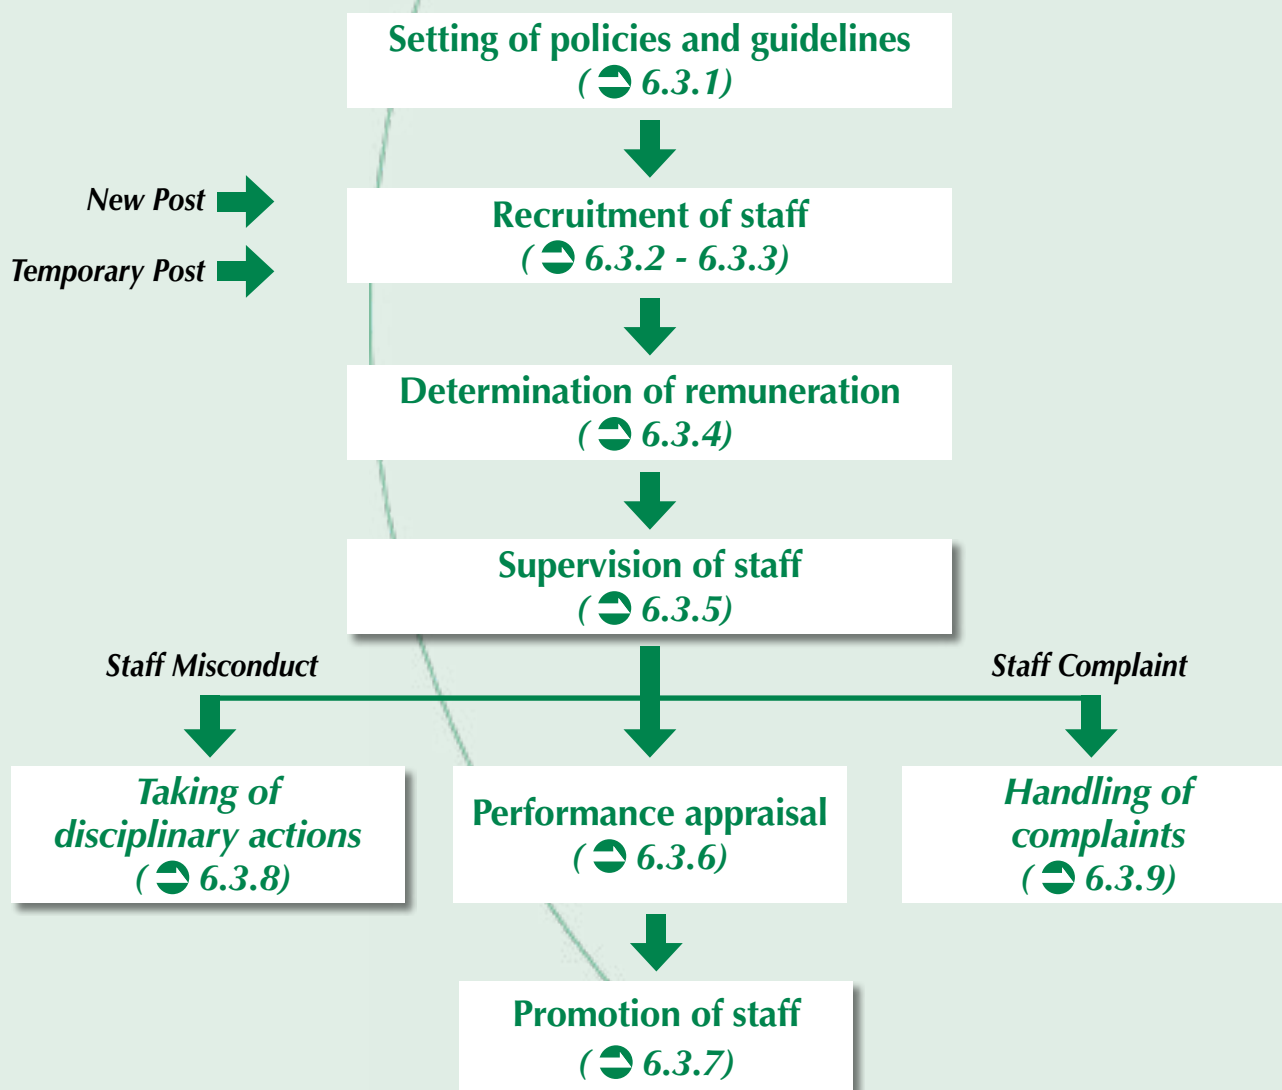 Setting of policies and guidelines
( ➲ 6.3.1)
New Post
Recruitment of staff
( ➲ 6.3.2 - 6.3.3)
Temporary Post
Determination of remuneration
( ➲ 6.3.4)
Supervision of staff
( ➲ 6.3.5)
Staff Misconduct
Staff Complaint
Taking of
disciplinary actions
( ➲ 6.3.8)
Performance appraisal
( ➲ 6.3.6)
Handling of
complaints
( ➲ 6.3.9)
Promotion of staff
( ➲ 6.3.7)